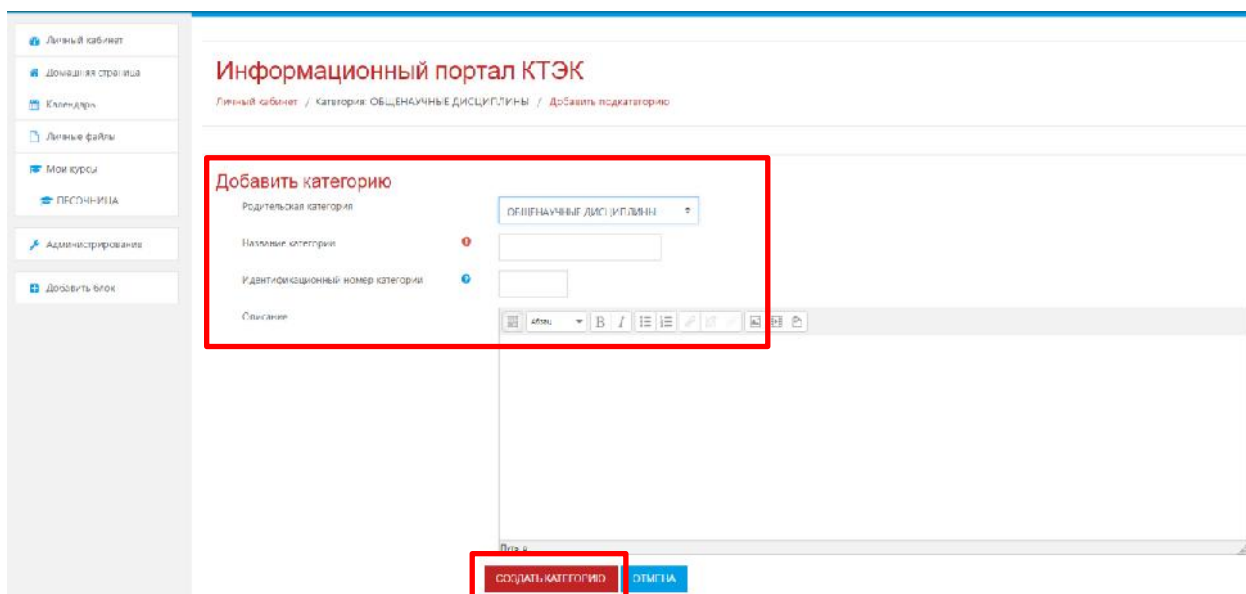 Личный кабинет
Домашняя страница
Календарь
Личные файлы
Мои курсы
ПЕСОЧНИЦА
Администрирование
Добавить блок
Информационный портал КТЭК
Личный кабинет / Категория: ОБЩЕНАУЧНЫЕ ДИСЦИПЛИНЫ / Добавить подкатегорию
Добавить категорию
Родительская категория
ОБЩЕНАУЧНЫЕ ДИСЦИПЛИНЫ
Название категории
Идентификационный номер категории
Описание
Абзац
B I
СОЗДАТЬ КАТЕГОРИЮ
ОТМЕНА